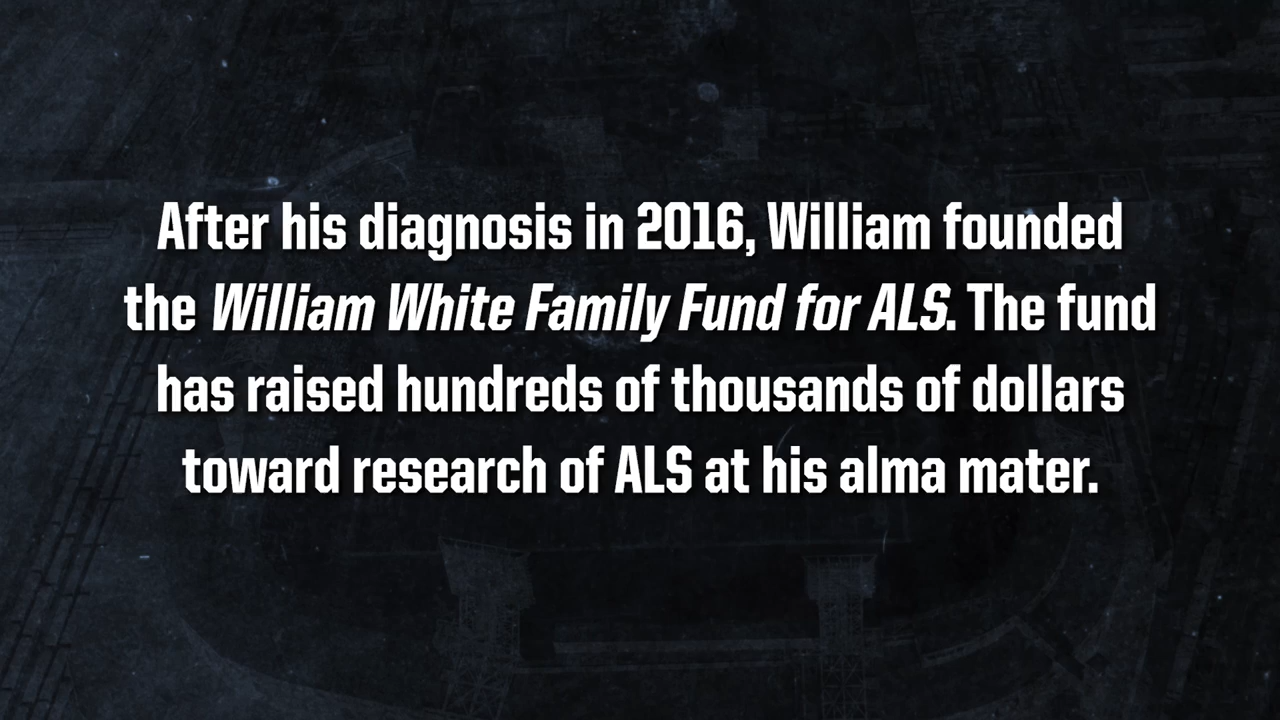 After his diagnosis in 2016, William founded
the William White Family Fund for ALS. The fund
has raised hundreds of thousands of dollars
toward research of ALS at his alma mater.